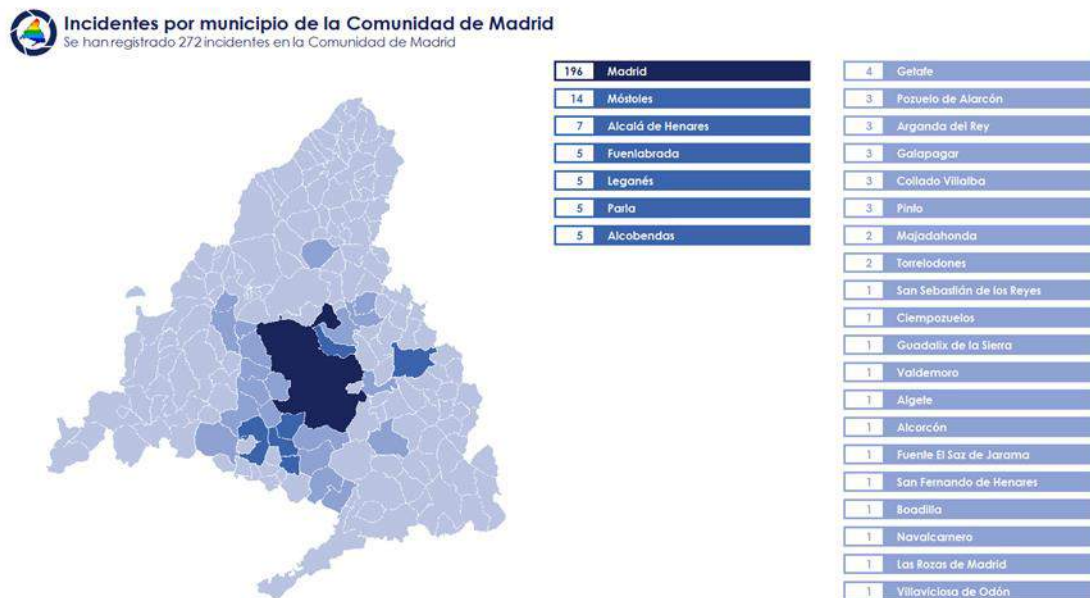 Incidentes por municipio de la Comunidad de Madrid
Se han registrado 272 incidentes en la Comunidad de Madrid
196 Madrid
14 Móstoles
7 Alcalá de Henares
5 Fuenlabrada
5 Leganés
5 Parla
5 Alcobendas
4 Getafe
3 Pozuelo de Alarcón
3 Arganda del Rey
3 Galapagar
3 Collado Villalba
3 Pinto
2 Majadahonda
2 Torrelodones
1 San Sebastián de los Reyes
1 Ciempozuelos
1 Guadalix de la Sierra
1 Valdemoro
1 Algete
1 Alcorcón
1 Fuente El Saz de Jarama
1 San Fernando de Henares
1 Boadilla
1 Navalcarnero
1 Las Rozas de Madrid
1 Villaviciosa de Odón